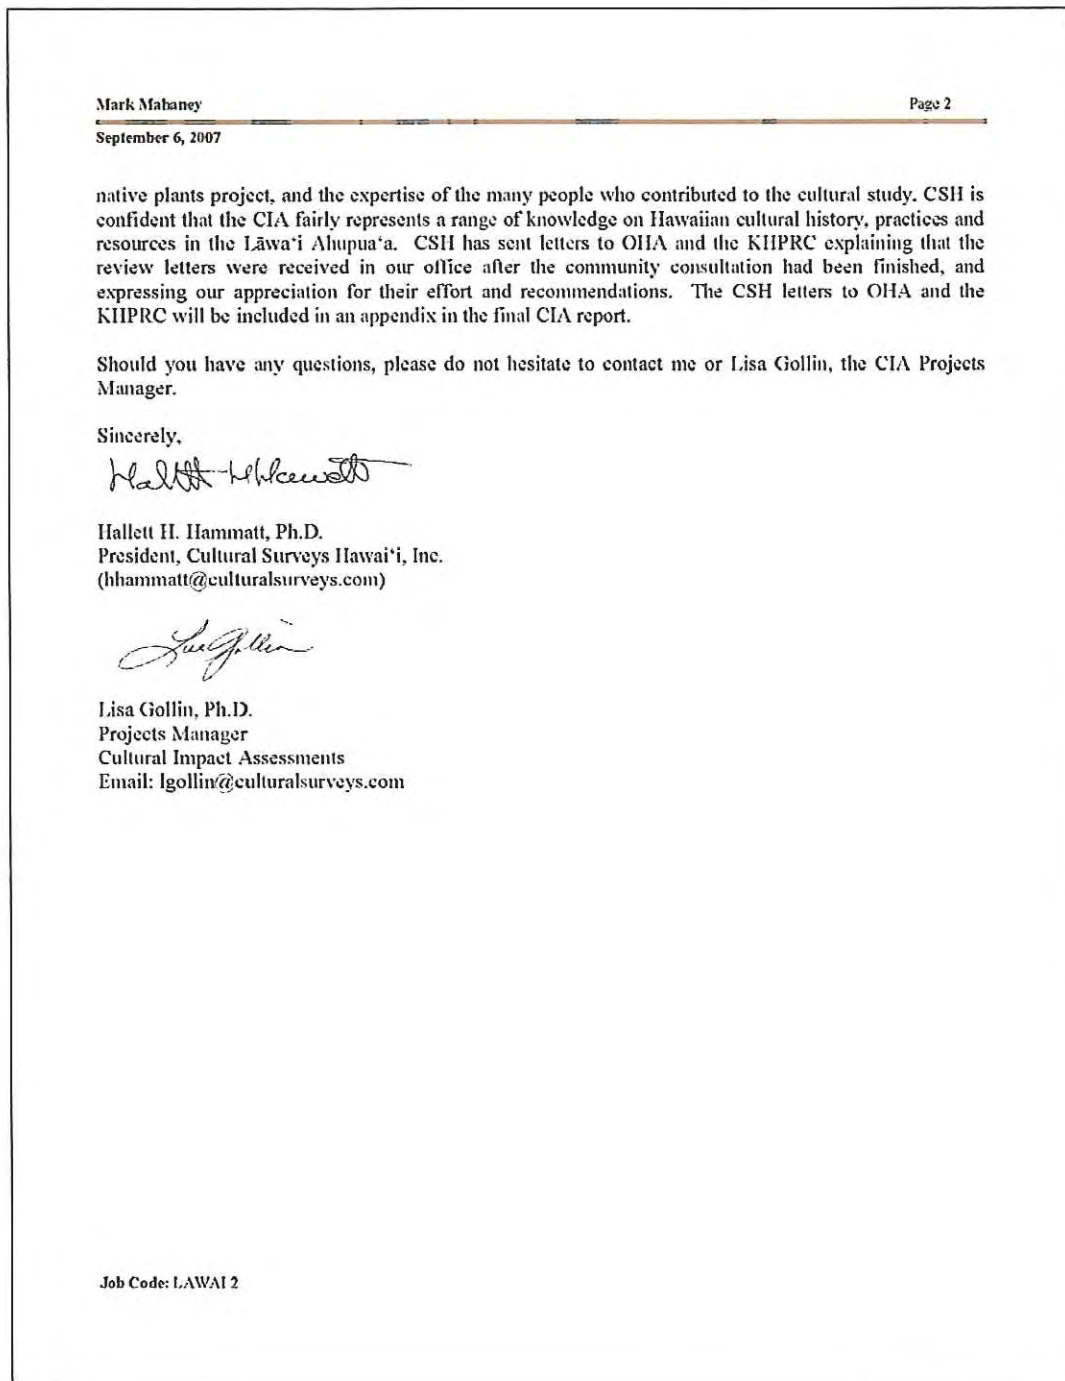 Mark Mahaney
Page 2
September 6, 2007
native plants project, and the expertise of the many people who contributed to the cultural study. CSH is
confident that the CIA fairly represents a range of knowledge on Hawaiian cultural history, practices and
resources in the Lāwa‘i Ahupua‘a. CSH has sent letters to OHA and the KHPRC explaining that the
review letters were received in our office after the community consultation had been finished, and
expressing our appreciation for their effort and recommendations. The CSH letters to OHA and the
KHPRC will be included in an appendix in the final CIA report.
Should you have any questions, please do not hesitate to contact me or Lisa Gollin, the CIA Projects
Manager.
Sincerely,
Hallett H. Hammatt, Ph.D.
President, Cultural Surveys Hawai‘i, Inc.
(hhammatt@culturalsurveys.com)
Lisa Gollin
Lisa Gollin, Ph.D.
Projects Manager
Cultural Impact Assessments
Email: lgollin@culturalsurveys.com
Job Code: LAWAI 2